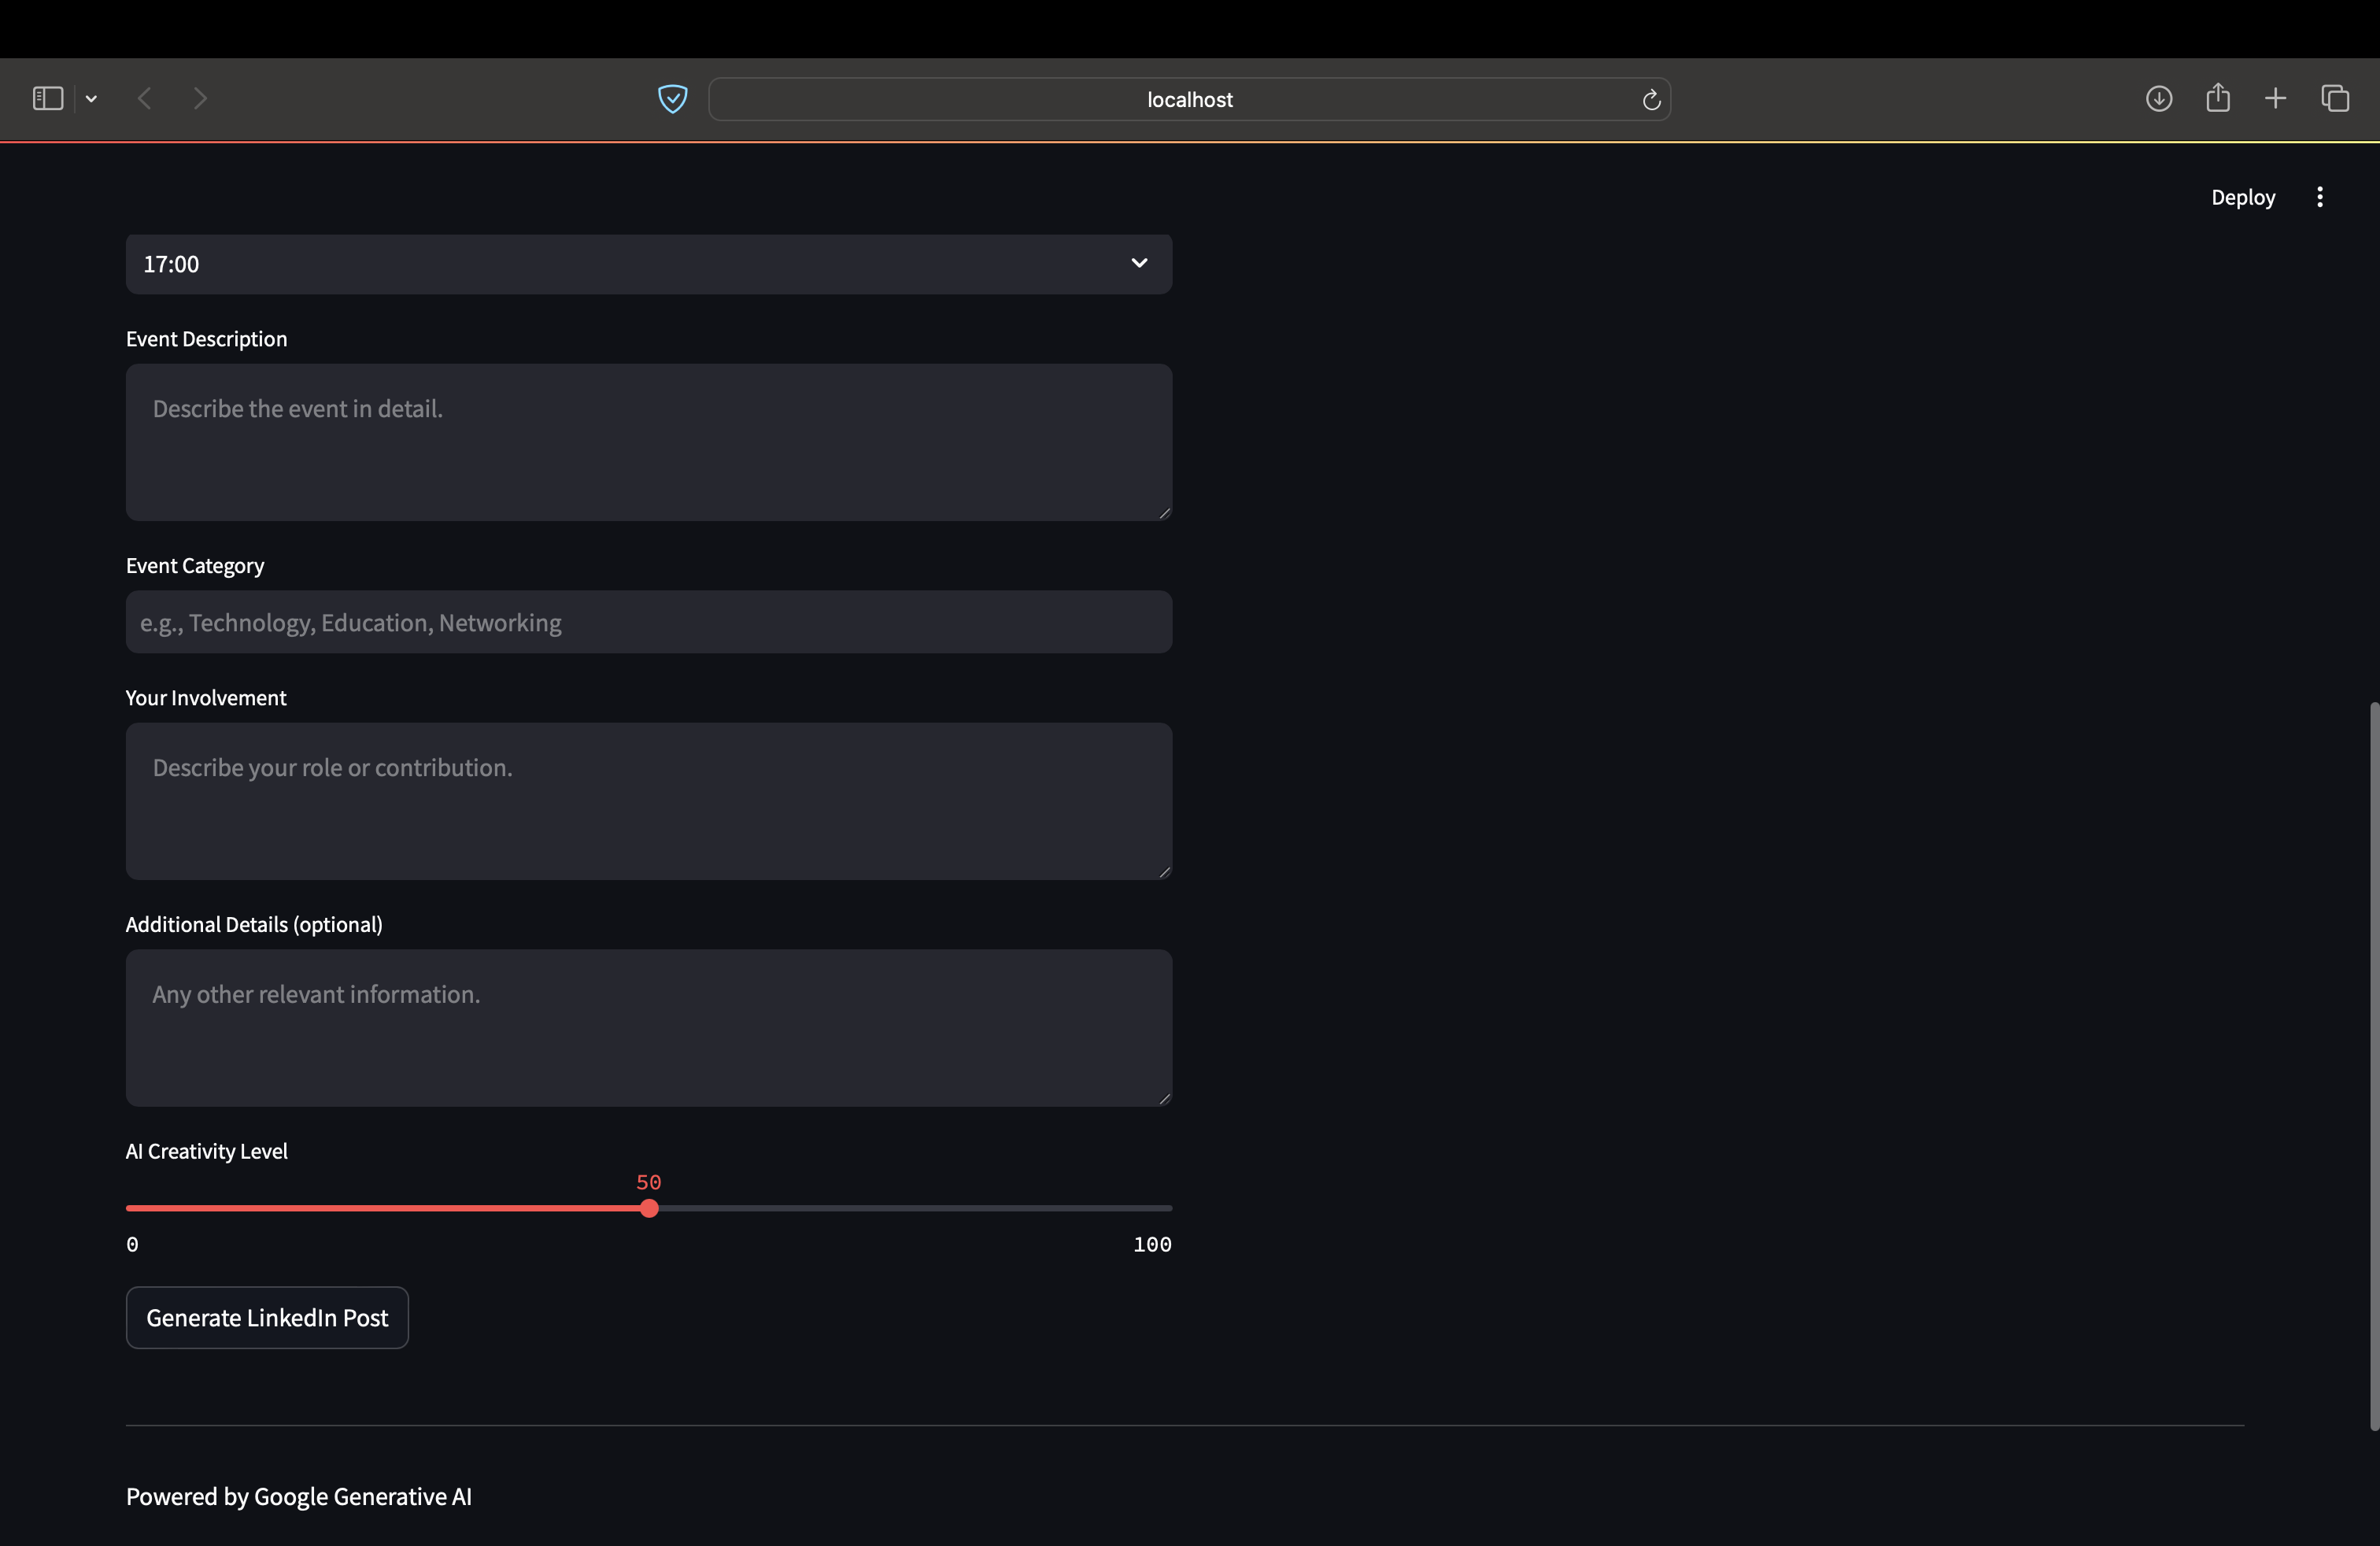 localhost
Deploy
17:00
Event Description
Describe the event in detail.
Event Category
e.g., Technology, Education, Networking
Your Involvement
Describe your role or contribution.
Additional Details (optional)
Any other relevant information.
AI Creativity Level
50
0 100
Generate LinkedIn Post
Powered by Google Generative AI